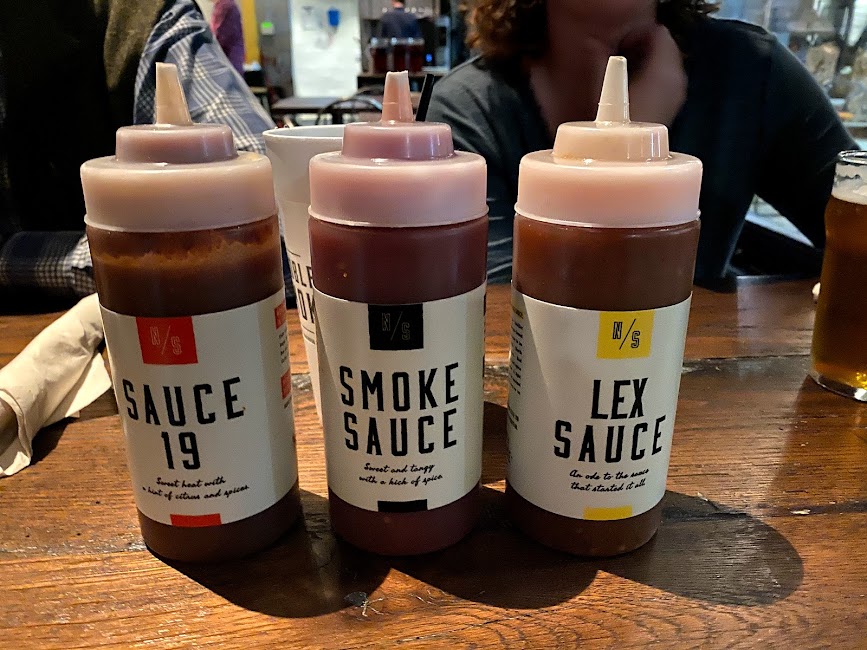 N/S
SAUCE
19
Sweet heat with
a hint of citrus and spices
N/S
SMOKE
SAUCE
Sweet and tangy
with a kick of spice
N/S
LEX
SAUCE
An ode to the sauce
that started it all